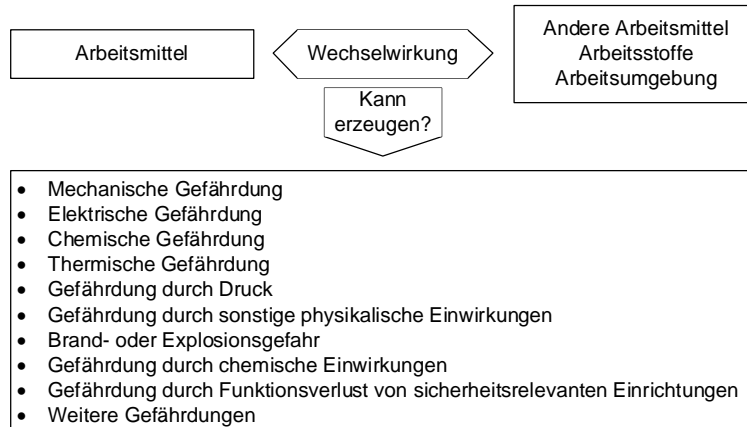 Arbeitsmittel
Wechselwirkung
Andere Arbeitsmittel
Arbeitsstoffe
Arbeitsumgebung
Kann
erzeugen?
• Mechanische Gefährdung
• Elektrische Gefährdung
• Chemische Gefährdung
• Thermische Gefährdung
• Gefährdung durch Druck
• Gefährdung durch sonstige physikalische Einwirkungen
• Brand- oder Explosionsgefahr
• Gefährdung durch chemische Einwirkungen
• Gefährdung durch Funktionsverlust von sicherheitsrelevanten Einrichtungen
• Weitere Gefährdungen